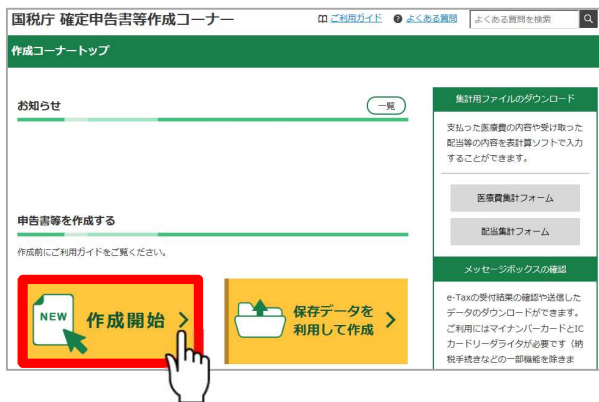 国税庁 確定申告書等作成コーナー
ご利用ガイド
よくある質問
よくある質問を検索
作成コーナートップ
お知らせ
一覧
申告書等を作成する
作成前にご利用ガイドをご覧ください。
NEW
作成開始
保存データを
利用して作成
集計用ファイルのダウンロード
支払った医療費の内容や受け取った
配当等の内容を表計算ソフトで入力
することができます。
医療費集計フォーム
配当集計フォーム
メッセージボックスの確認
e-Taxの受付結果の確認や送信した
データのダウンロードができます。
ご利用にはマイナンバーカードとIC
カードリーダライタが必要です（納
税手続きなどの一部機能を除きま